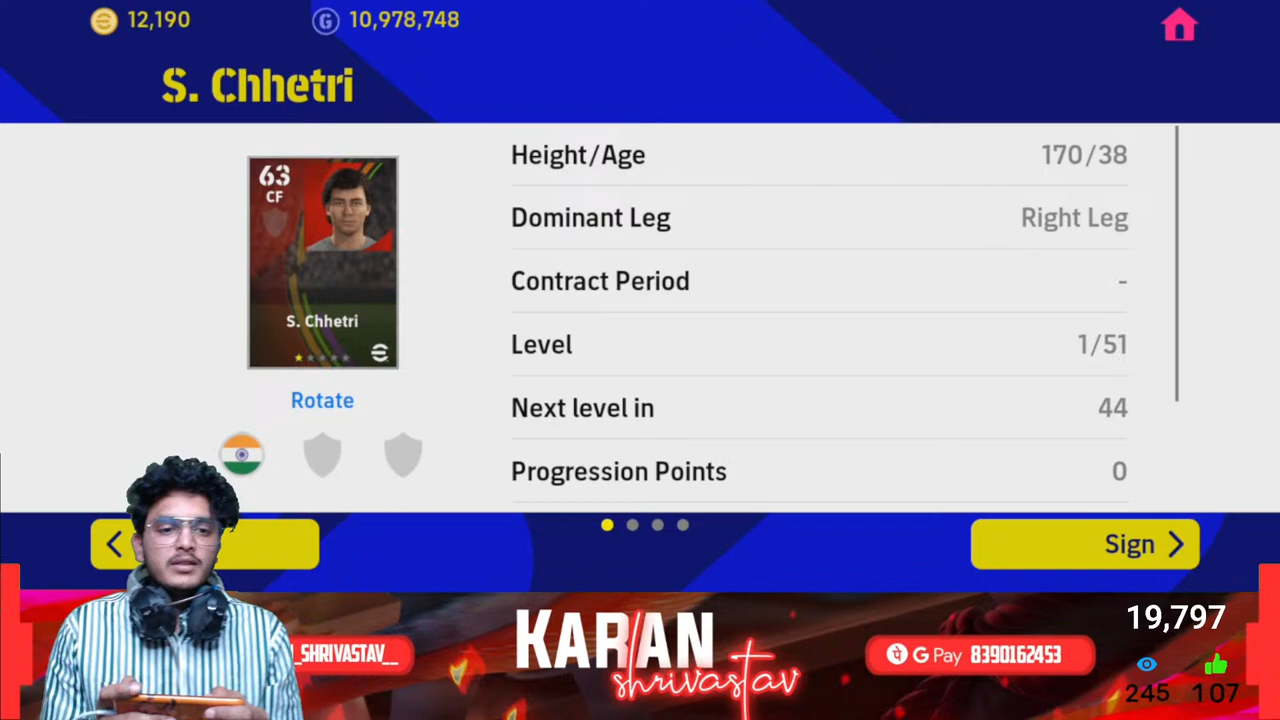 12,190
10,978,748
S. Chhetri
63
CF
S. Chhetri
Rotate
Height/Age 170/38
Dominant Leg Right Leg
Contract Period -
Level 1/51
Next level in 44
Progression Points 0
Sign
KARAN
shrivastav
_SHRIVASTAV__
पे G Pay 8390162453
19,797
245 107